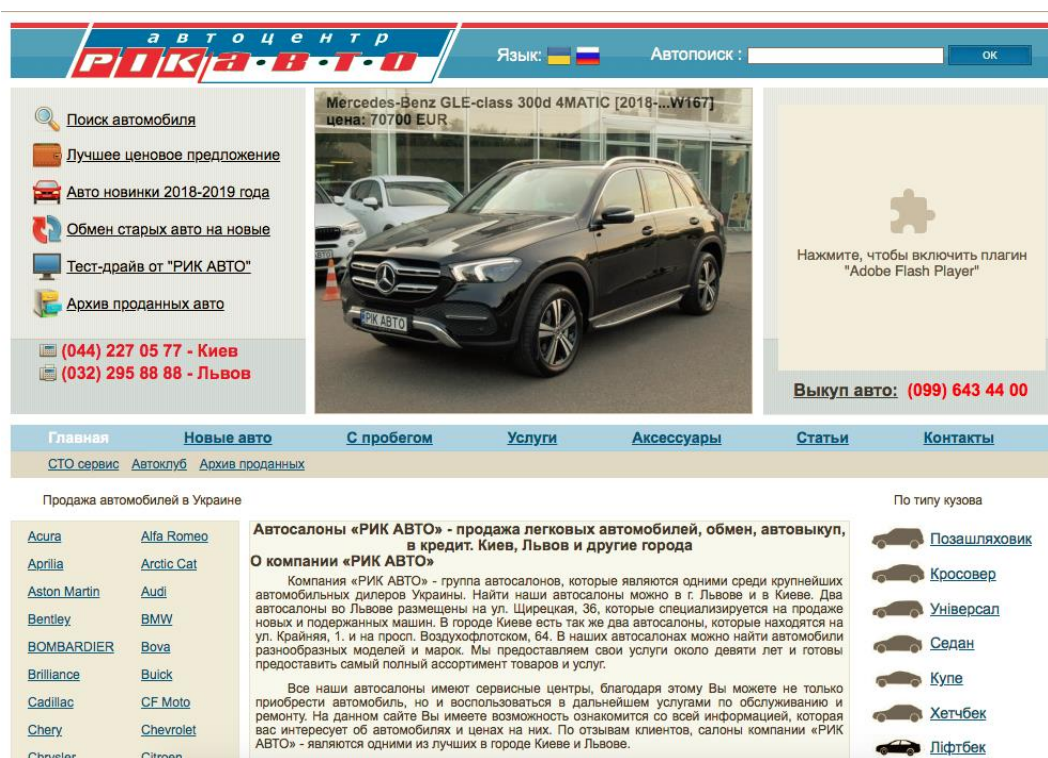 автоцентр
РІКАВТО
Язык:
Автопоиск :
ок
Поиск автомобиля
Лучшее ценовое предложение
Авто новинки 2018-2019 года
Обмен старых авто на новые
Тест-драйв от "РИК АВТО"
Архив проданных авто
(044) 227 05 77 - Киев
(032) 295 88 88 - Львов
Mercedes-Benz GLE-class 300d 4MATIC [2018-...W167]
цена: 70700 EUR
РІК АВТО
Нажмите, чтобы включить плагин
"Adobe Flash Player"
Выкуп авто: (099) 643 44 00
Главная Новые авто С пробегом Услуги Аксессуары Статьи Контакты
СТО сервис Автоклуб Архив проданных
Продажа автомобилей в Украине
Acura Alfa Romeo
Aprilia Arctic Cat
Aston Martin Audi
Bentley BMW
BOMBARDIER Bova
Brilliance Buick
Cadillac CF Moto
Chery Chevrolet
Chrysler Citroen
Автосалоны «РИК АВТО» - продажа легковых автомобилей, обмен, автовыкуп,
в кредит. Киев, Львов и другие города
О компании «РИК АВТО»
Компания «РИК АВТО» - группа автосалонов, которые являются одними среди крупнейших
автомобильных дилеров Украины. Найти наши автосалоны можно в г. Львове и в Киеве. Два
автосалоны во Львове размещены на ул. Щирецкая, 36, которые специализируется на продаже
новых и подержанных машин. В городе Киеве есть так же два автосалоны, которые находятся на
ул. Крайняя, 1. и на просп. Воздухофлотском, 64. В наших автосалонах можно найти автомобили
разнообразных моделей и марок. Мы предоставляем свои услуги около девяти лет и готовы
предоставить самый полный ассортимент товаров и услуг.
Все наши автосалоны имеют сервисные центры, благодаря этому Вы можете не только
приобрести автомобиль, но и воспользоваться в дальнейшем услугами по обслуживанию и
ремонту. На данном сайте Вы имеете возможность ознакомится со всей информацией, которая
вас интересует об автомобилях и ценах на них. По отзывам клиентов, салоны компании «РИК
АВТО» - являются одними из лучших в городе Киеве и Львове.
По типу кузова
Позашляховик
Кросовер
Універсал
Седан
Купе
Хетчбек
Ліфтбек